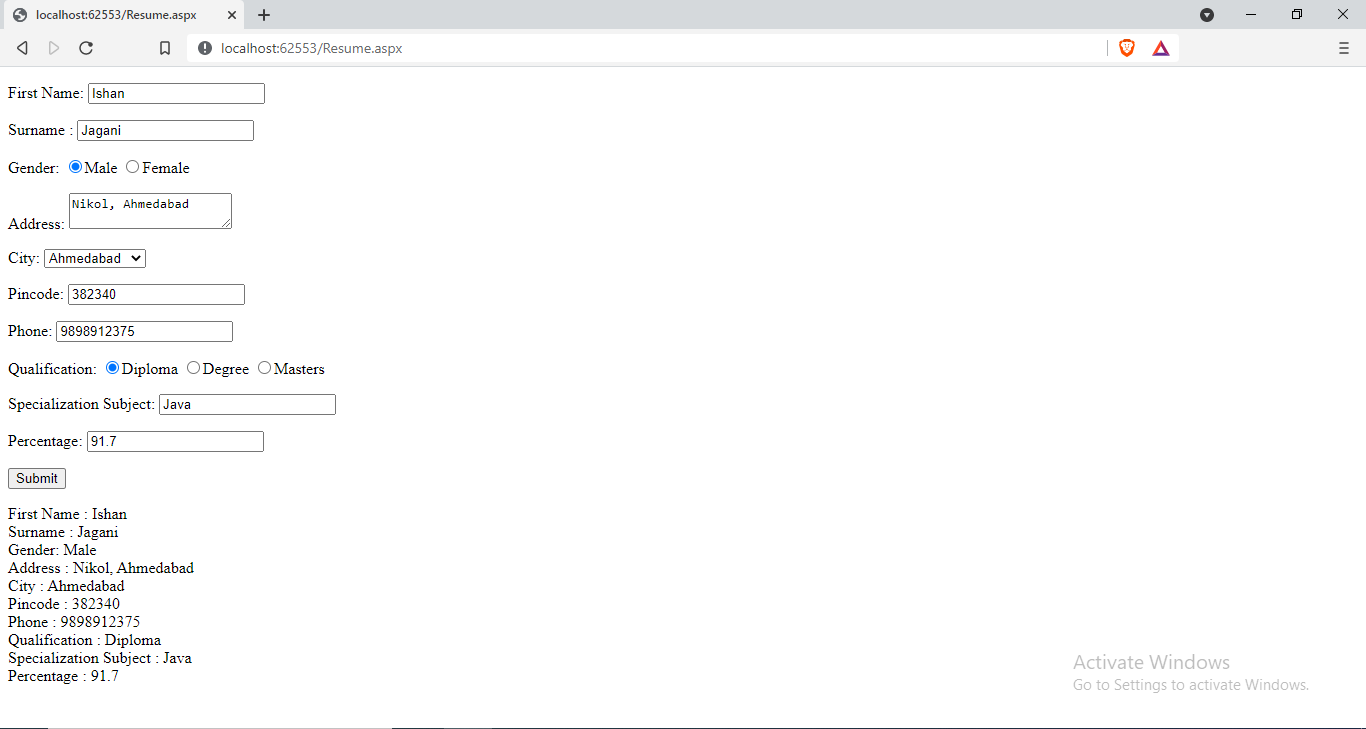 localhost:62553/Resume.aspx
localhost:62553/Resume.aspx
First Name: Ishan
Surname : Jagani
Gender: Male Female
Address: Nikol, Ahmedabad
City: Ahmedabad
Pincode: 382340
Phone: 9898912375
Qualification: Diploma Degree Masters
Specialization Subject: Java
Percentage: 91.7
Submit
First Name : Ishan
Surname : Jagani
Gender: Male
Address : Nikol, Ahmedabad
City : Ahmedabad
Pincode : 382340
Phone : 9898912375
Qualification : Diploma
Specialization Subject : Java
Percentage : 91.7
Activate Windows
Go to Settings to activate Windows.